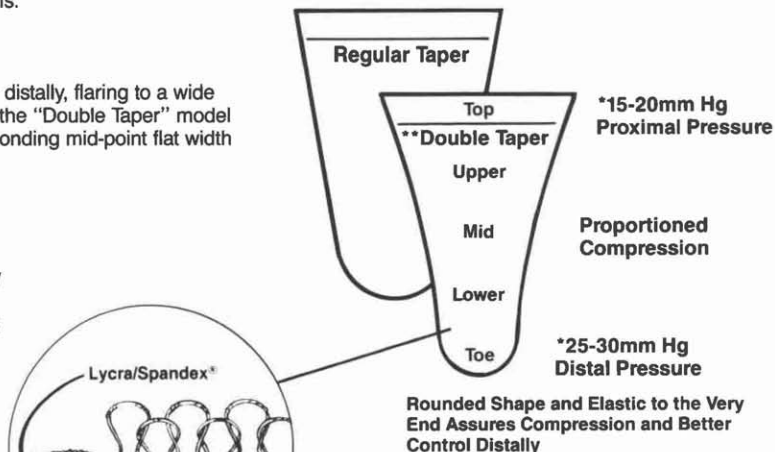 is.
distally, flaring to a wide
the "Double Taper" model
onding mid-point flat width
Regular Taper
Top
**Double Taper
Upper
Mid
Lower
Toe
*15-20mm Hg
Proximal Pressure
Proportioned
Compression
*25-30mm Hg
Distal Pressure
Rounded Shape and Elastic to the Very
End Assures Compression and Better
Control Distally
Lycra/Spandex®